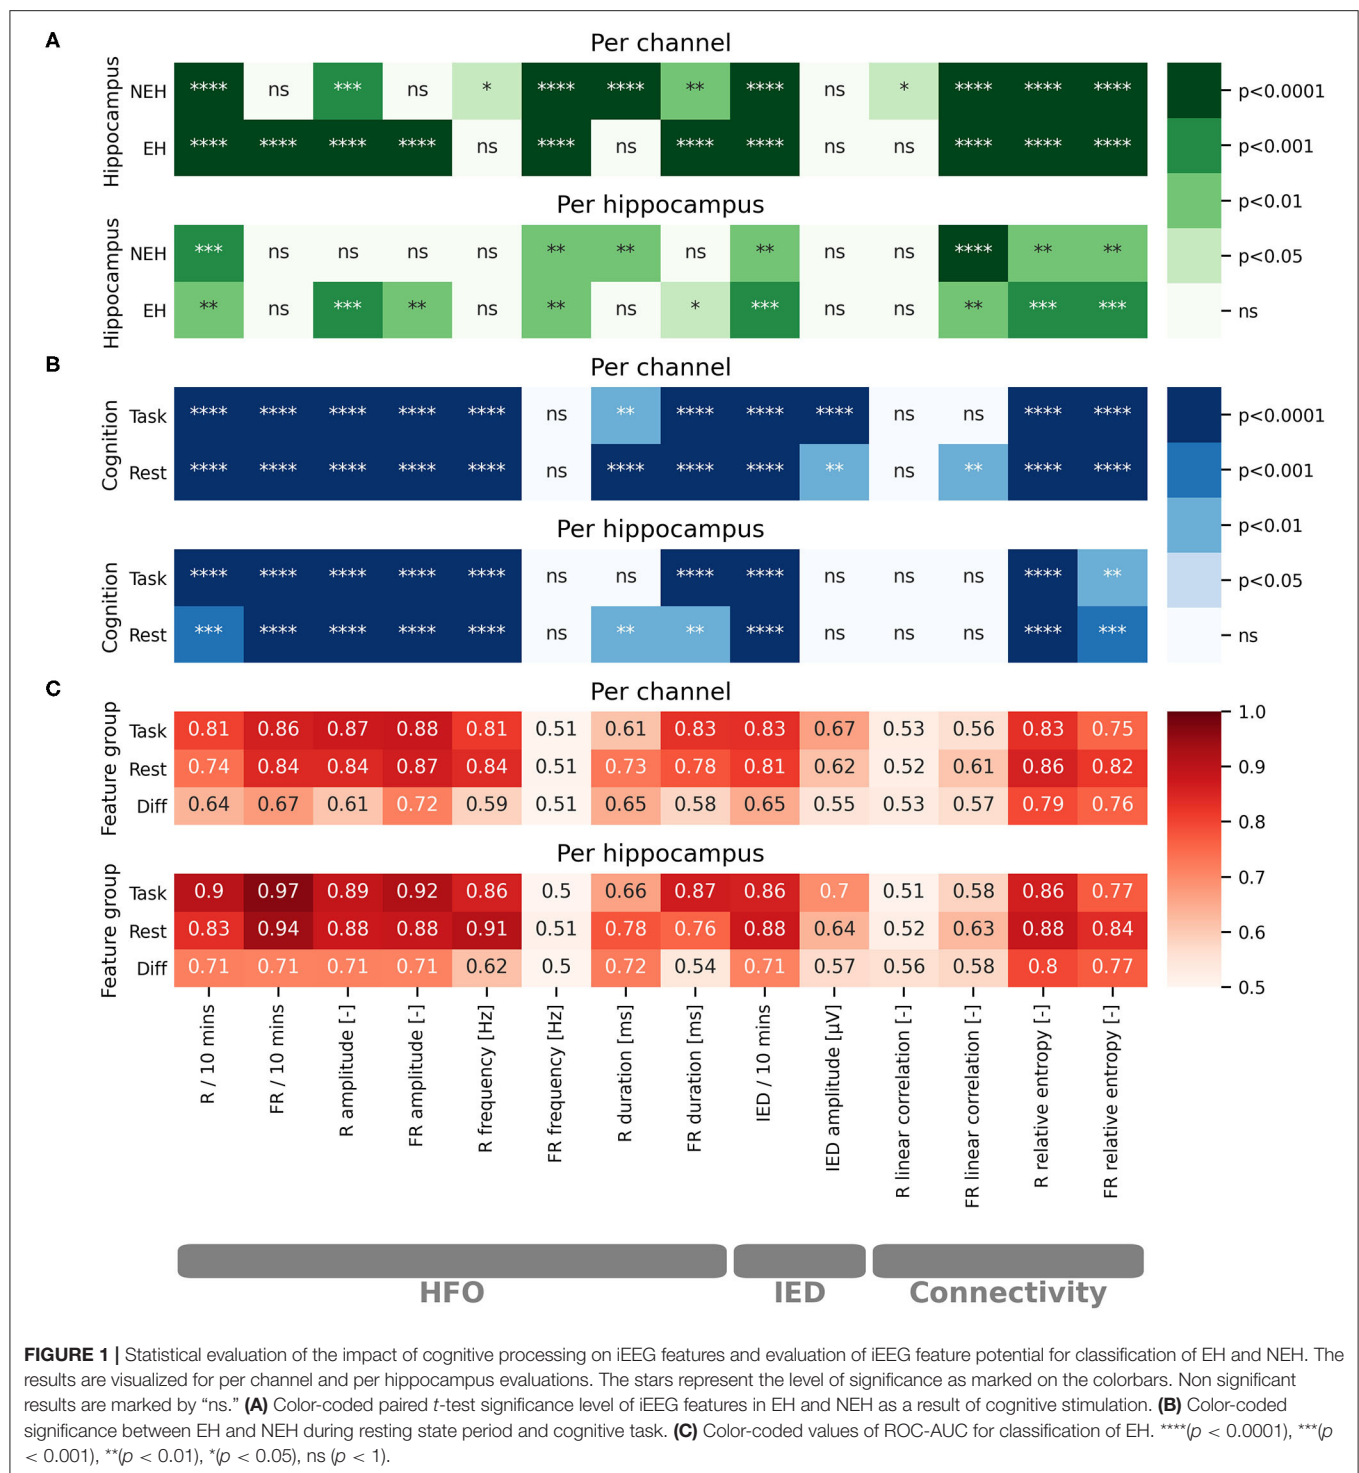 A
Per channel
Hippocampus
NEH **** ns *** ns * **** **** ** **** ns * **** **** ****
EH **** **** **** **** ns **** ns **** **** ns ns **** **** ****
Per hippocampus
Hippocampus
NEH *** ns ns ns ns ** ** ns ** ns ns **** ** **
EH ** ns *** ** ns ** ns * *** ns ns ** *** ***
p<0.0001
p<0.001
p<0.01
p<0.05
ns
B
Per channel
Cognition
Task **** **** **** **** **** ns ** **** **** **** ns ns **** ****
Rest **** **** **** **** **** ns **** **** **** ** ns ** **** ****
Per hippocampus
Cognition
Task **** **** **** **** **** ns ns **** **** ns ns ns **** **
Rest *** **** **** **** **** ns ** ** **** ns ns ns **** ***
p<0.0001
p<0.001
p<0.01
p<0.05
ns
C
Per channel
Feature group
Task 0.81 0.86 0.87 0.88 0.81 0.51 0.61 0.83 0.83 0.67 0.53 0.56 0.83 0.75
Rest 0.74 0.84 0.84 0.87 0.84 0.51 0.73 0.78 0.81 0.62 0.52 0.61 0.86 0.82
Diff 0.64 0.67 0.61 0.72 0.59 0.51 0.65 0.58 0.65 0.55 0.53 0.57 0.79 0.76
Per hippocampus
Feature group
Task 0.9 0.97 0.89 0.92 0.86 0.5 0.66 0.87 0.86 0.7 0.51 0.58 0.86 0.77
Rest 0.83 0.94 0.88 0.88 0.91 0.51 0.78 0.76 0.88 0.64 0.52 0.63 0.88 0.84
Diff 0.71 0.71 0.71 0.71 0.62 0.5 0.72 0.54 0.71 0.57 0.56 0.58 0.8 0.77
1.0
0.9
0.8
0.7
0.6
0.5
R / 10 mins
FR / 10 mins
R amplitude [-]
FR amplitude [-]
R frequency [Hz]
FR frequency [Hz]
R duration [ms]
FR duration [ms]
IED / 10 mins
IED amplitude [µV]
R linear correlation [-]
FR linear correlation [-]
R relative entropy [-]
FR relative entropy [-]
HFO
IED
Connectivity
FIGURE 1 | Statistical evaluation of the impact of cognitive processing on iEEG features and evaluation of iEEG feature potential for classification of EH and NEH. The
results are visualized for per channel and per hippocampus evaluations. The stars represent the level of significance as marked on the colorbars. Non significant
results are marked by “ns.” (A) Color-coded paired t-test significance level of iEEG features in EH and NEH as a result of cognitive stimulation. (B) Color-coded
significance between EH and NEH during resting state period and cognitive task. (C) Color-coded values of ROC-AUC for classification of EH. ****(p < 0.0001), ***(p
< 0.001), **(p < 0.01), *(p < 0.05), ns (p < 1).